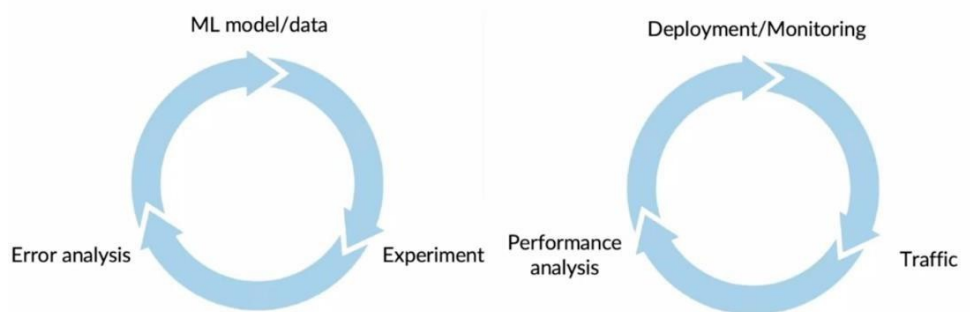 ML model/data
Experiment
Error analysis
Deployment/Monitoring
Traffic
Performance
analysis